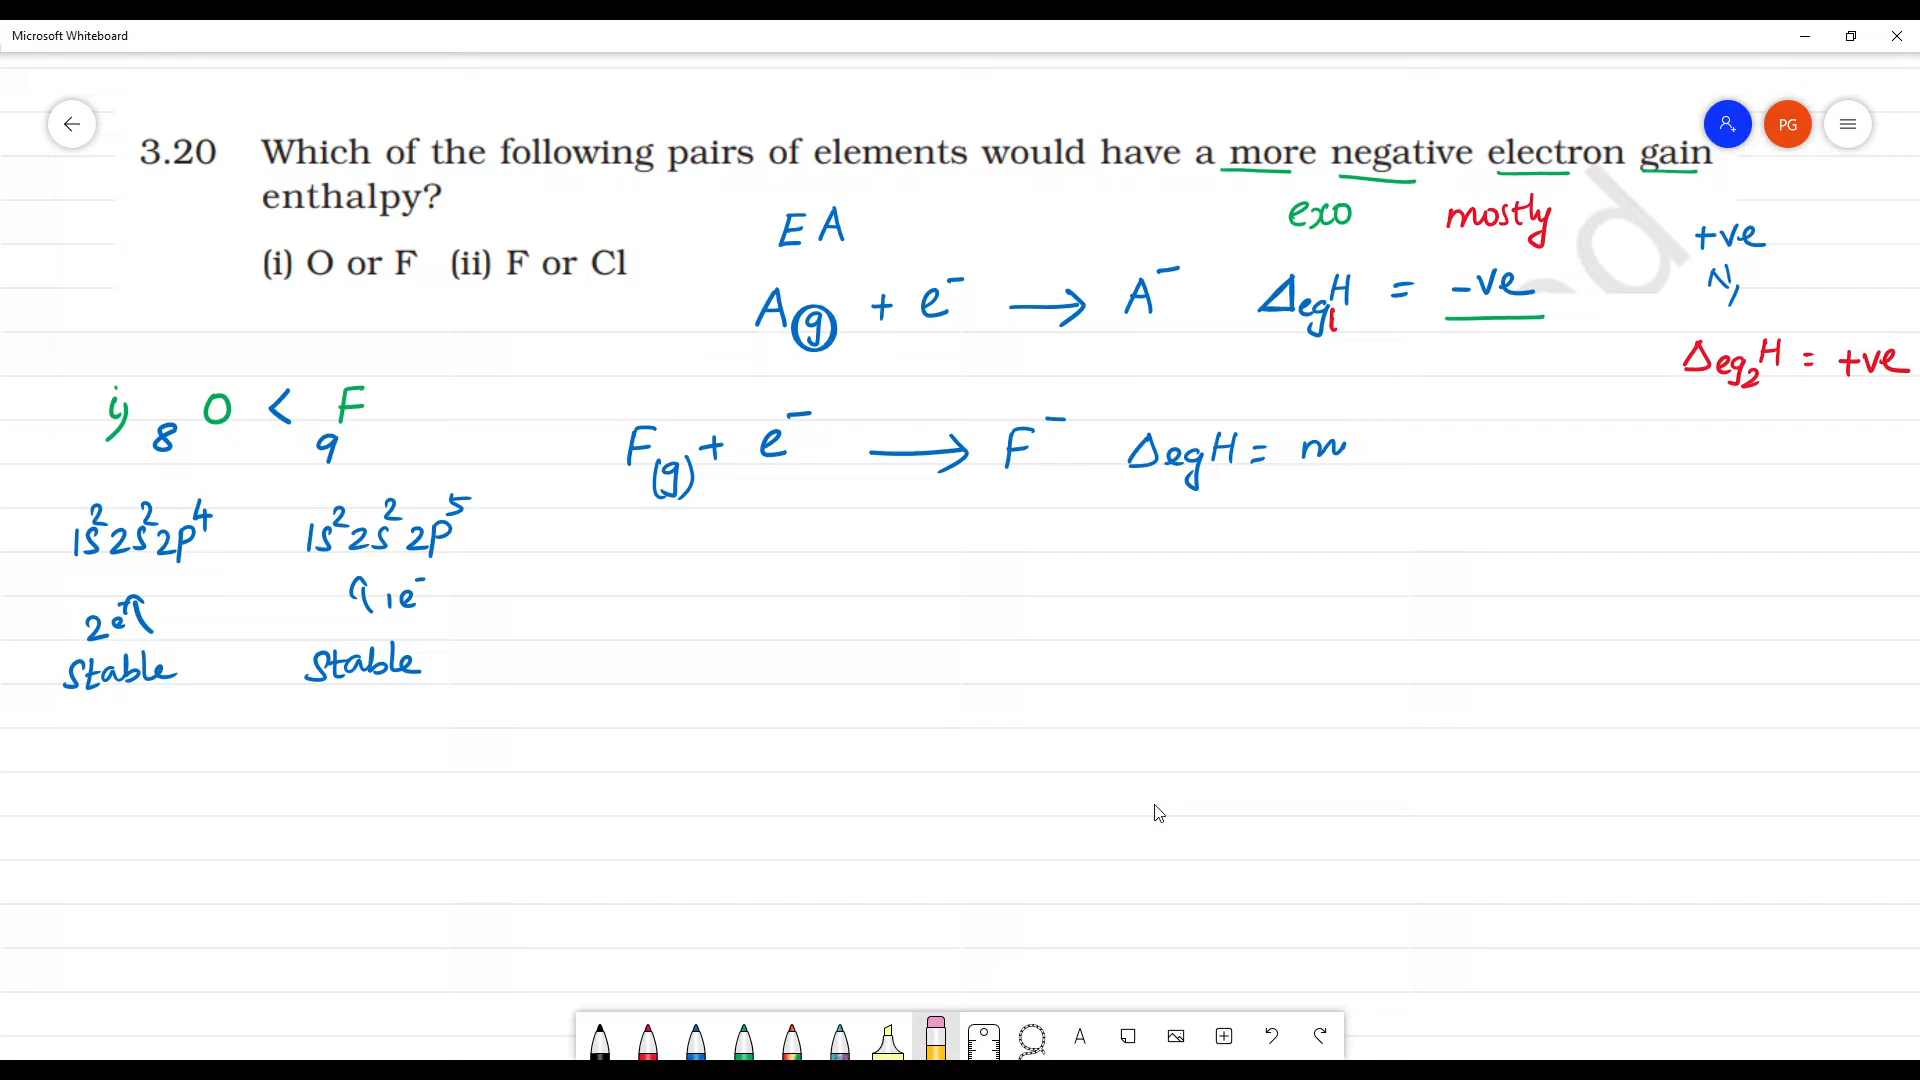 Microsoft Whiteboard
PG
3.20 Which of the following pairs of elements would have a more negative electron gain
enthalpy?
(i) O or F (ii) F or Cl
EA
exo
mostly
+ve
N,
A(g) + e⁻ ⟶ A⁻ ΔegH₁ = -ve
Δeg₂H = +ve
i) ₈O < ₉F
F(g) + e⁻ ⟶ F⁻ ΔegH = m
1s²2s²2p⁴ 1s²2s²2p⁵
2e⁻↑ ↑1e⁻
Stable Stable
A